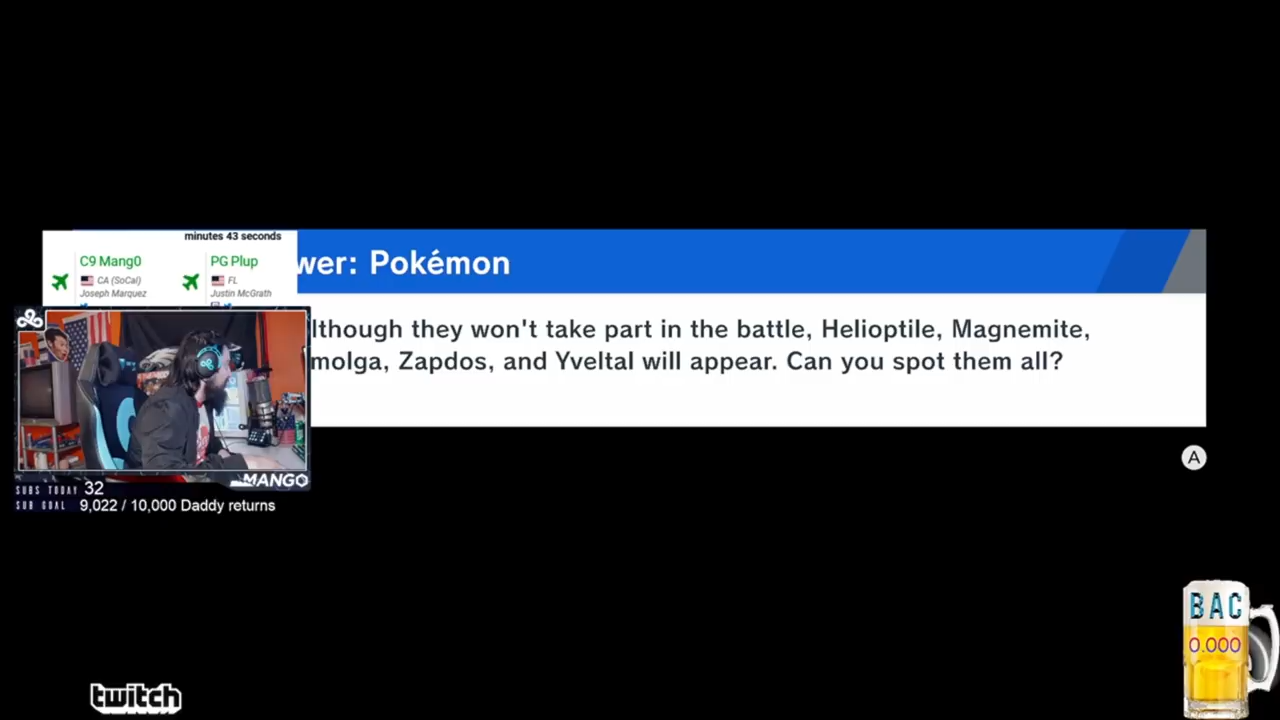 minutes 43 seconds
C9 Mang0
PG Plup
CA (SoCal)
FL
Joseph Marquez
Justin McGrath
wer: Pokémon
lthough they won't take part in the battle, Helioptile, Magnemite,
molga, Zapdos, and Yveltal will appear. Can you spot them all?
A
MANGO
SUBS TODAY 32
SUB GOAL 9,022 / 10,000 Daddy returns
BAC
0.000
twitch